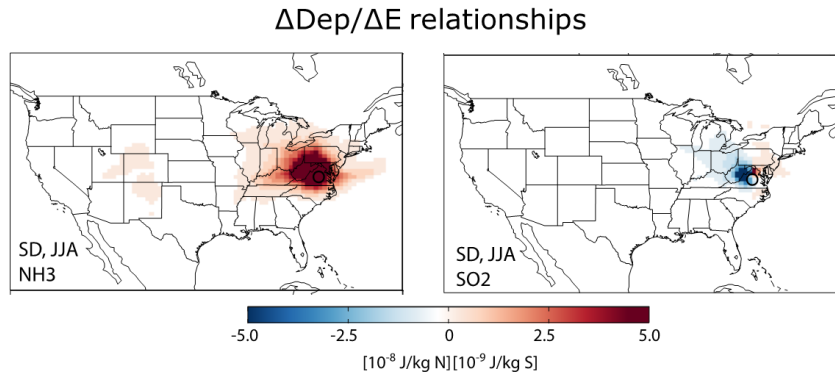 ΔDep/ΔE relationships
SD, JJA
NH3
SD, JJA
SO2
-5.0 -2.5 0 2.5 5.0
[10⁻⁸ J/kg N][10⁻⁹ J/kg S]